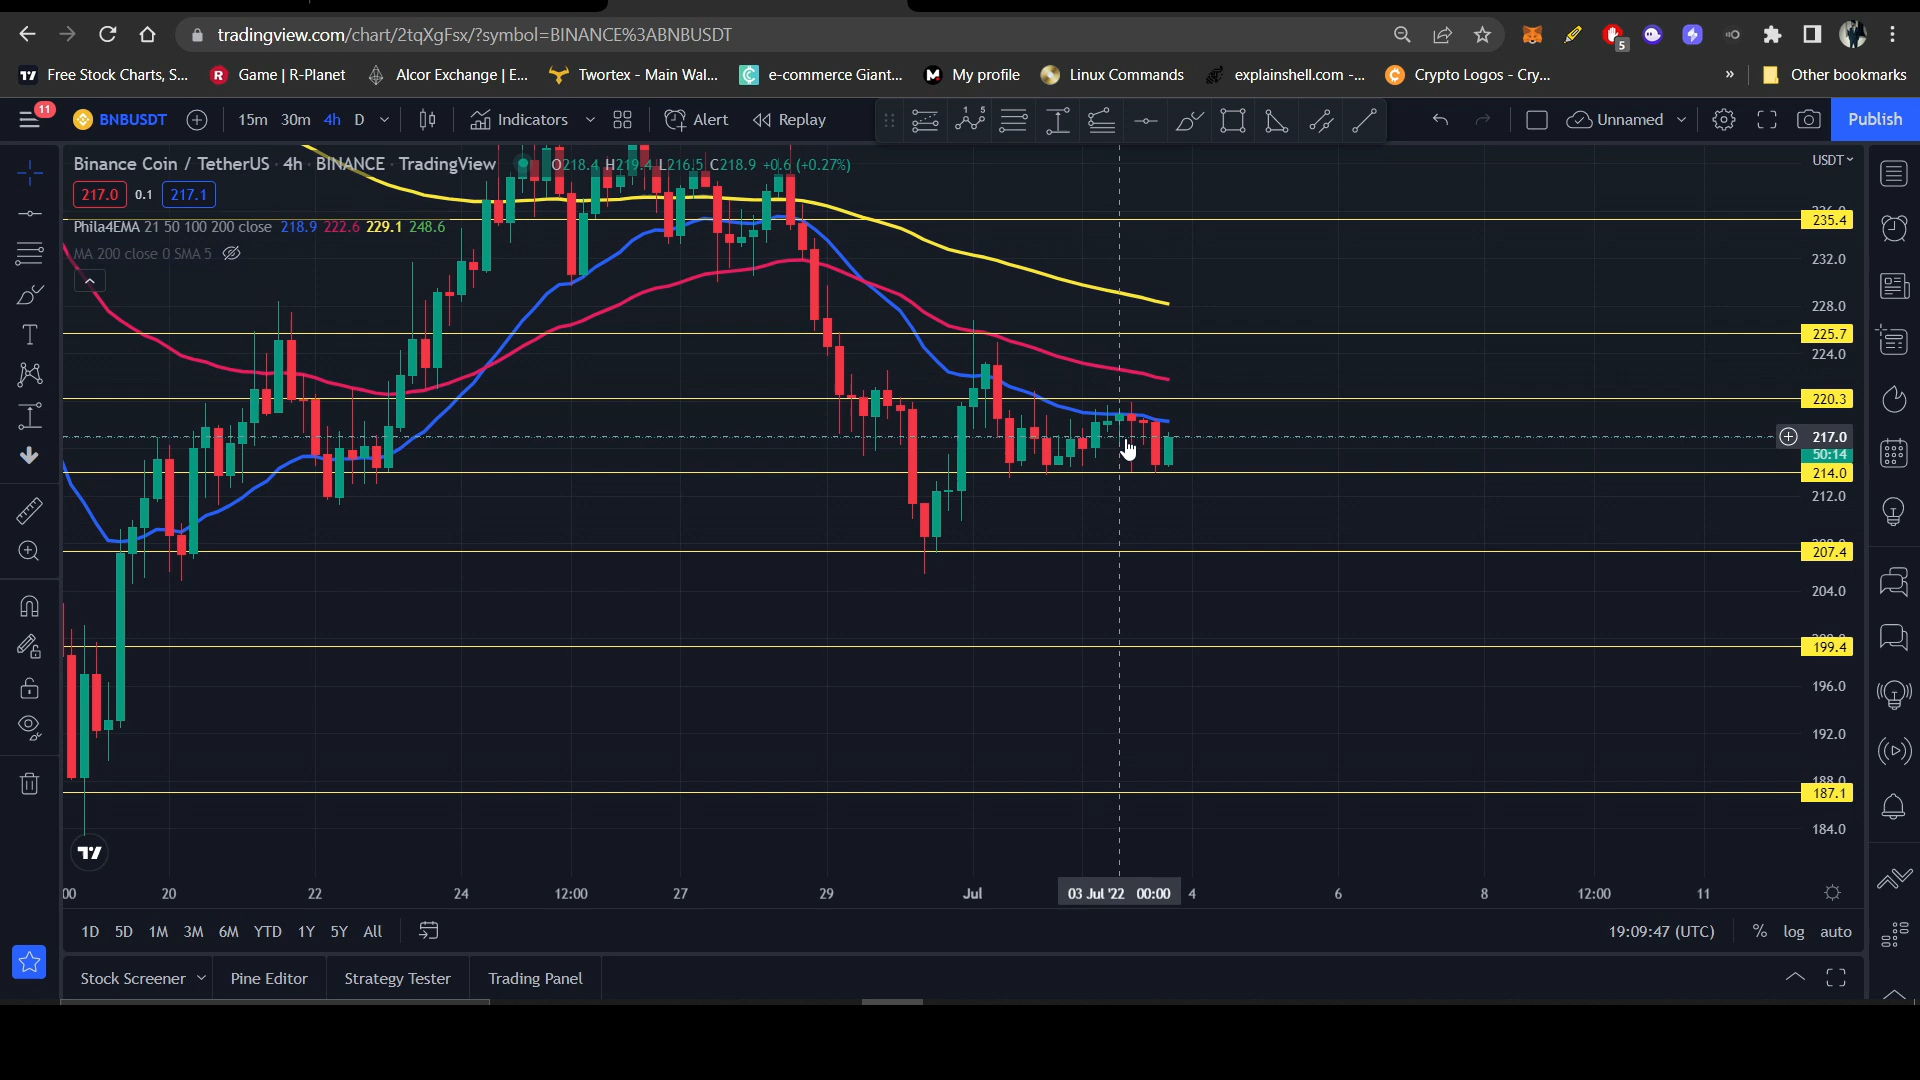 tradingview.com/chart/2tqXgFsx/?symbol=BINANCE%3ABNBUSDT
5
Free Stock Charts, S... Game | R-Planet Alcor Exchange | E... Twortex - Main Wal... e-commerce Giant... My profile Linux Commands explainshell.com -... Crypto Logos - Cry... » Other bookmarks
11 BNBUSDT 15m 30m 4h D Indicators Alert Replay Unnamed Publish
Binance Coin / TetherUS · 4h · BINANCE · TradingView O218.4 H219.4 L216.5 C218.9 +0.6 (+0.27%)
USDT
217.0 0.1 217.1
Phila4EMA 21 50 100 200 close 218.9 222.6 229.1 248.6
MA 200 close 0 SMA 5
235.4
232.0
228.0
225.7
224.0
220.3
217.0
50:14
214.0
212.0
207.4
204.0
199.4
196.0
192.0
188.0
187.1
184.0
00 20 22 24 12:00 27 29 Jul 03 Jul '22 00:00 4 6 8 12:00 11
1D 5D 1M 3M 6M YTD 1Y 5Y All 19:09:47 (UTC) % log auto
Stock Screener Pine Editor Strategy Tester Trading Panel